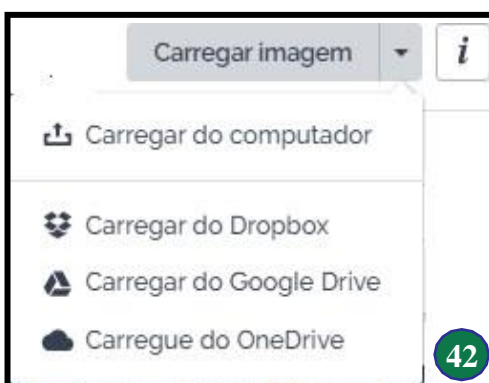 Carregar imagem i
Carregar do computador
Carregar do Dropbox
Carregar do Google Drive
Carregue do OneDrive
42